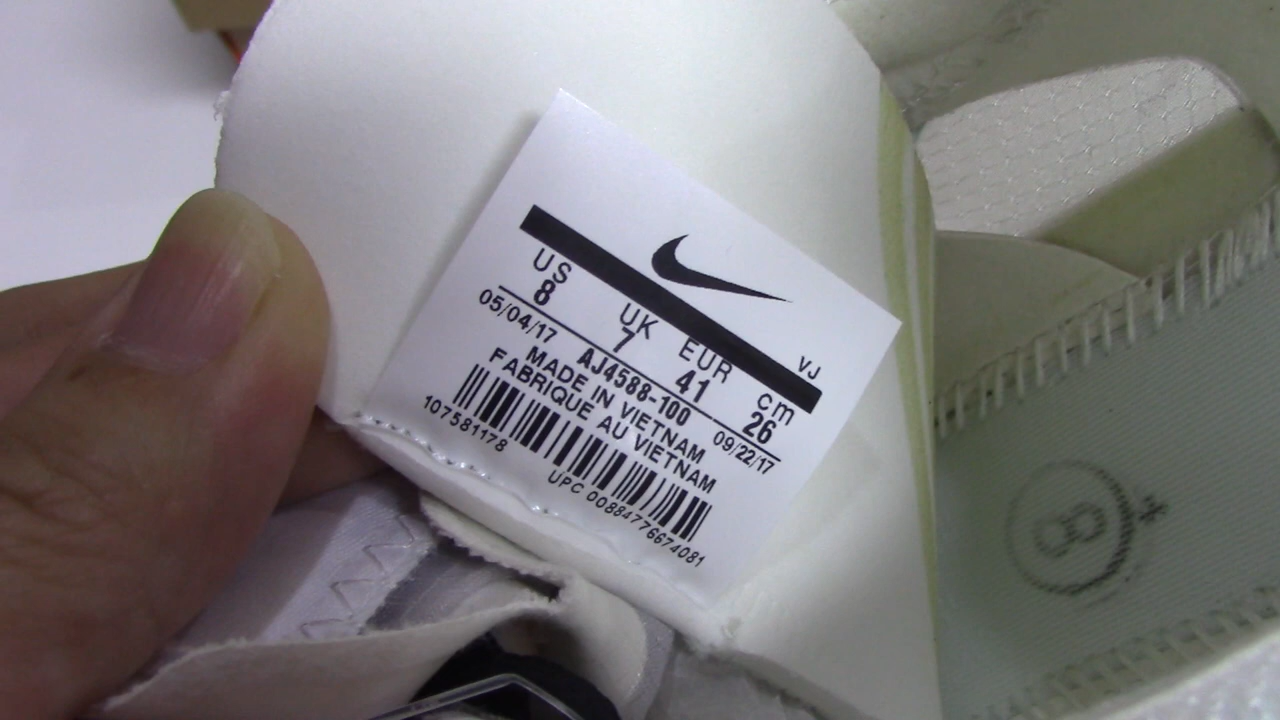 VJ
US UK EUR cm
8 7 41 26
05/04/17 AJ4588-100 09/22/17
MADE IN VIETNAM
FABRIQUE AU VIETNAM
107581178
UPC 00884776674081
8
*